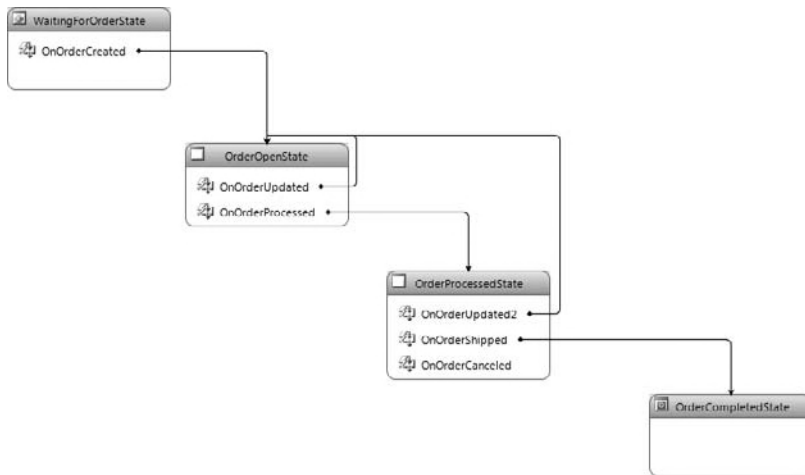 WaitingForOrderState
OnOrderCreated
OrderOpenState
OnOrderUpdated
OnOrderProcessed
OrderProcessedState
OnOrderUpdated2
OnOrderShipped
OnOrderCanceled
OrderCompletedState